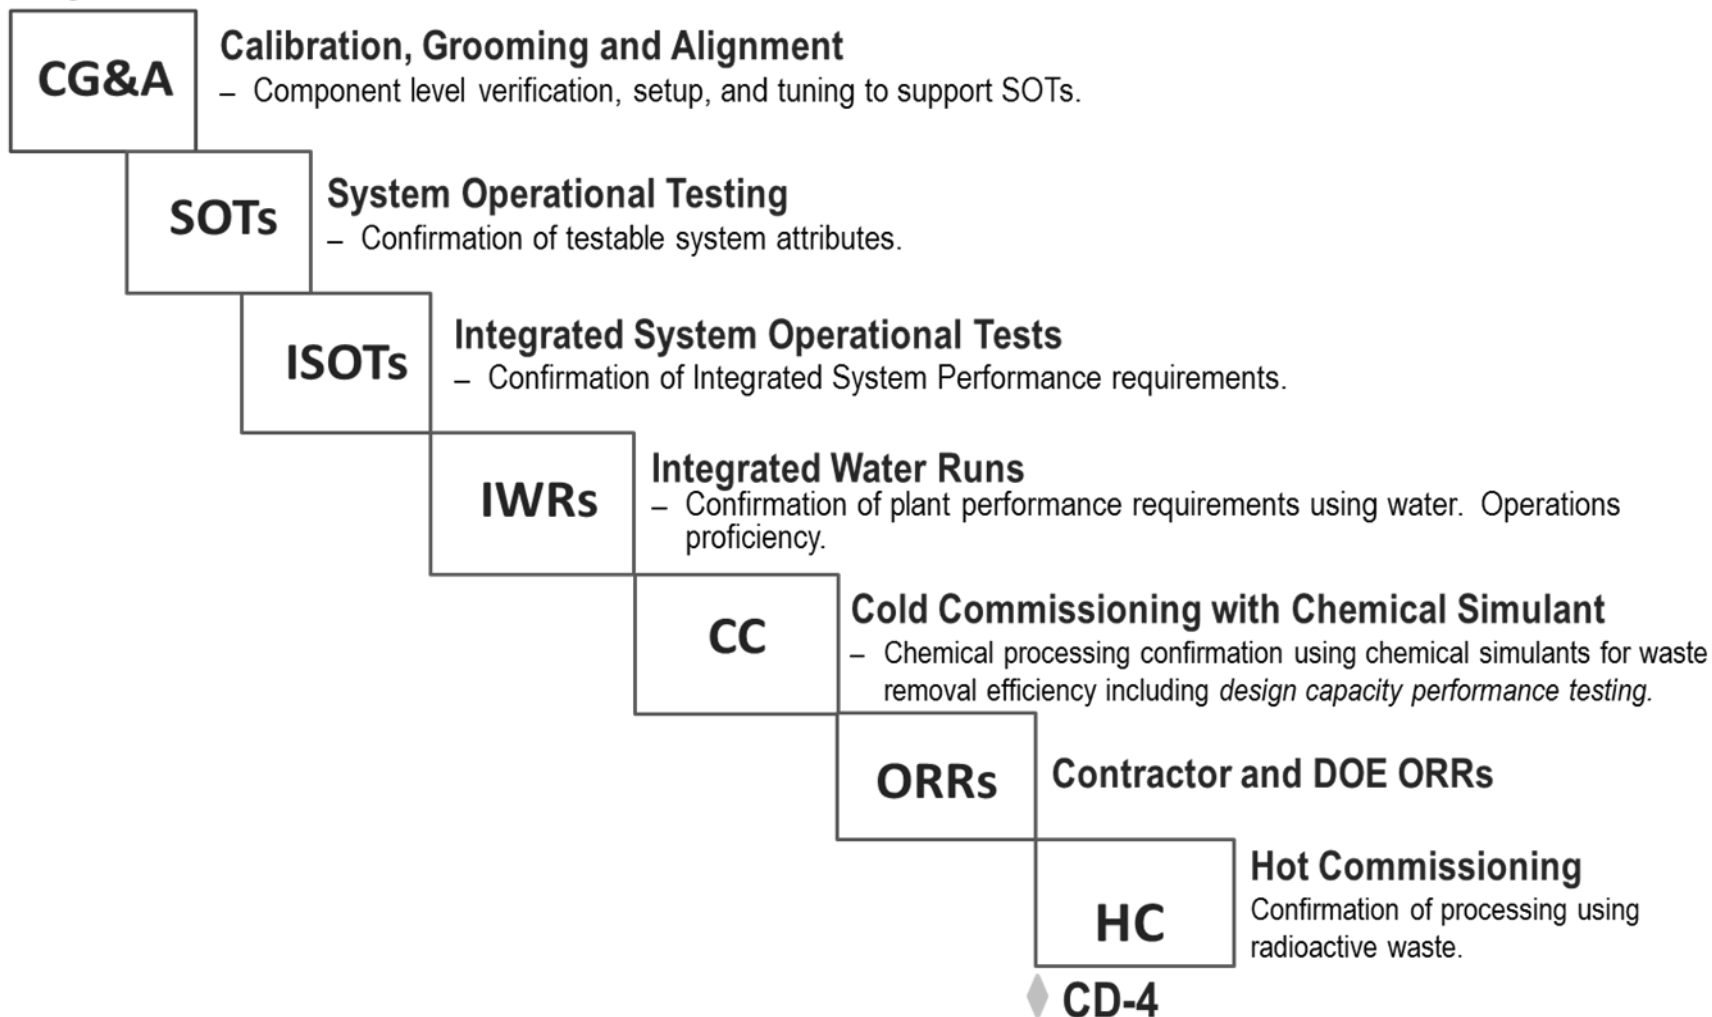 CG&A
Calibration, Grooming and Alignment
– Component level verification, setup, and tuning to support SOTs.
SOTs
System Operational Testing
– Confirmation of testable system attributes.
ISOTs
Integrated System Operational Tests
– Confirmation of Integrated System Performance requirements.
IWRs
Integrated Water Runs
– Confirmation of plant performance requirements using water. Operations
proficiency.
CC
Cold Commissioning with Chemical Simulant
– Chemical processing confirmation using chemical simulants for waste
removal efficiency including design capacity performance testing.
ORRs
Contractor and DOE ORRs
HC
Hot Commissioning
Confirmation of processing using
radioactive waste.
CD-4